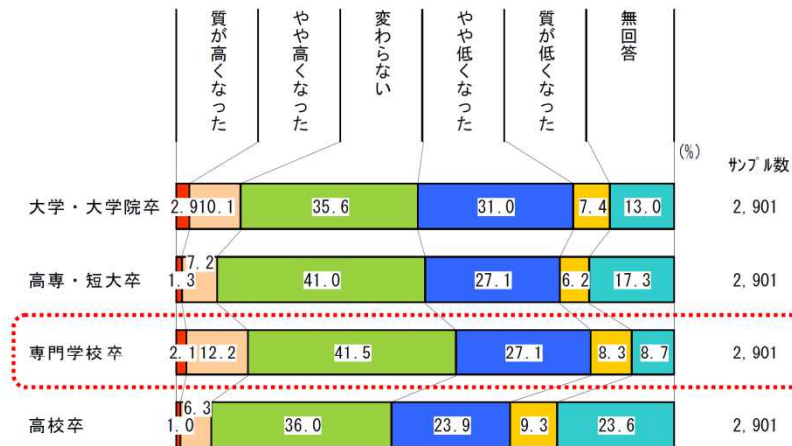 質が高くなった
やや高くなった
変わらない
やや低くなった
質が低くなった
無回答
(%)
サンプル数
大学・大学院卒 2.9 10.1 35.6 31.0 7.4 13.0 2,901
高専・短大卒 1.3 7.2 41.0 27.1 6.2 17.3 2,901
専門学校卒 2.1 12.2 41.5 27.1 8.3 8.7 2,901
高校卒 1.0 6.3 36.0 23.9 9.3 23.6 2,901